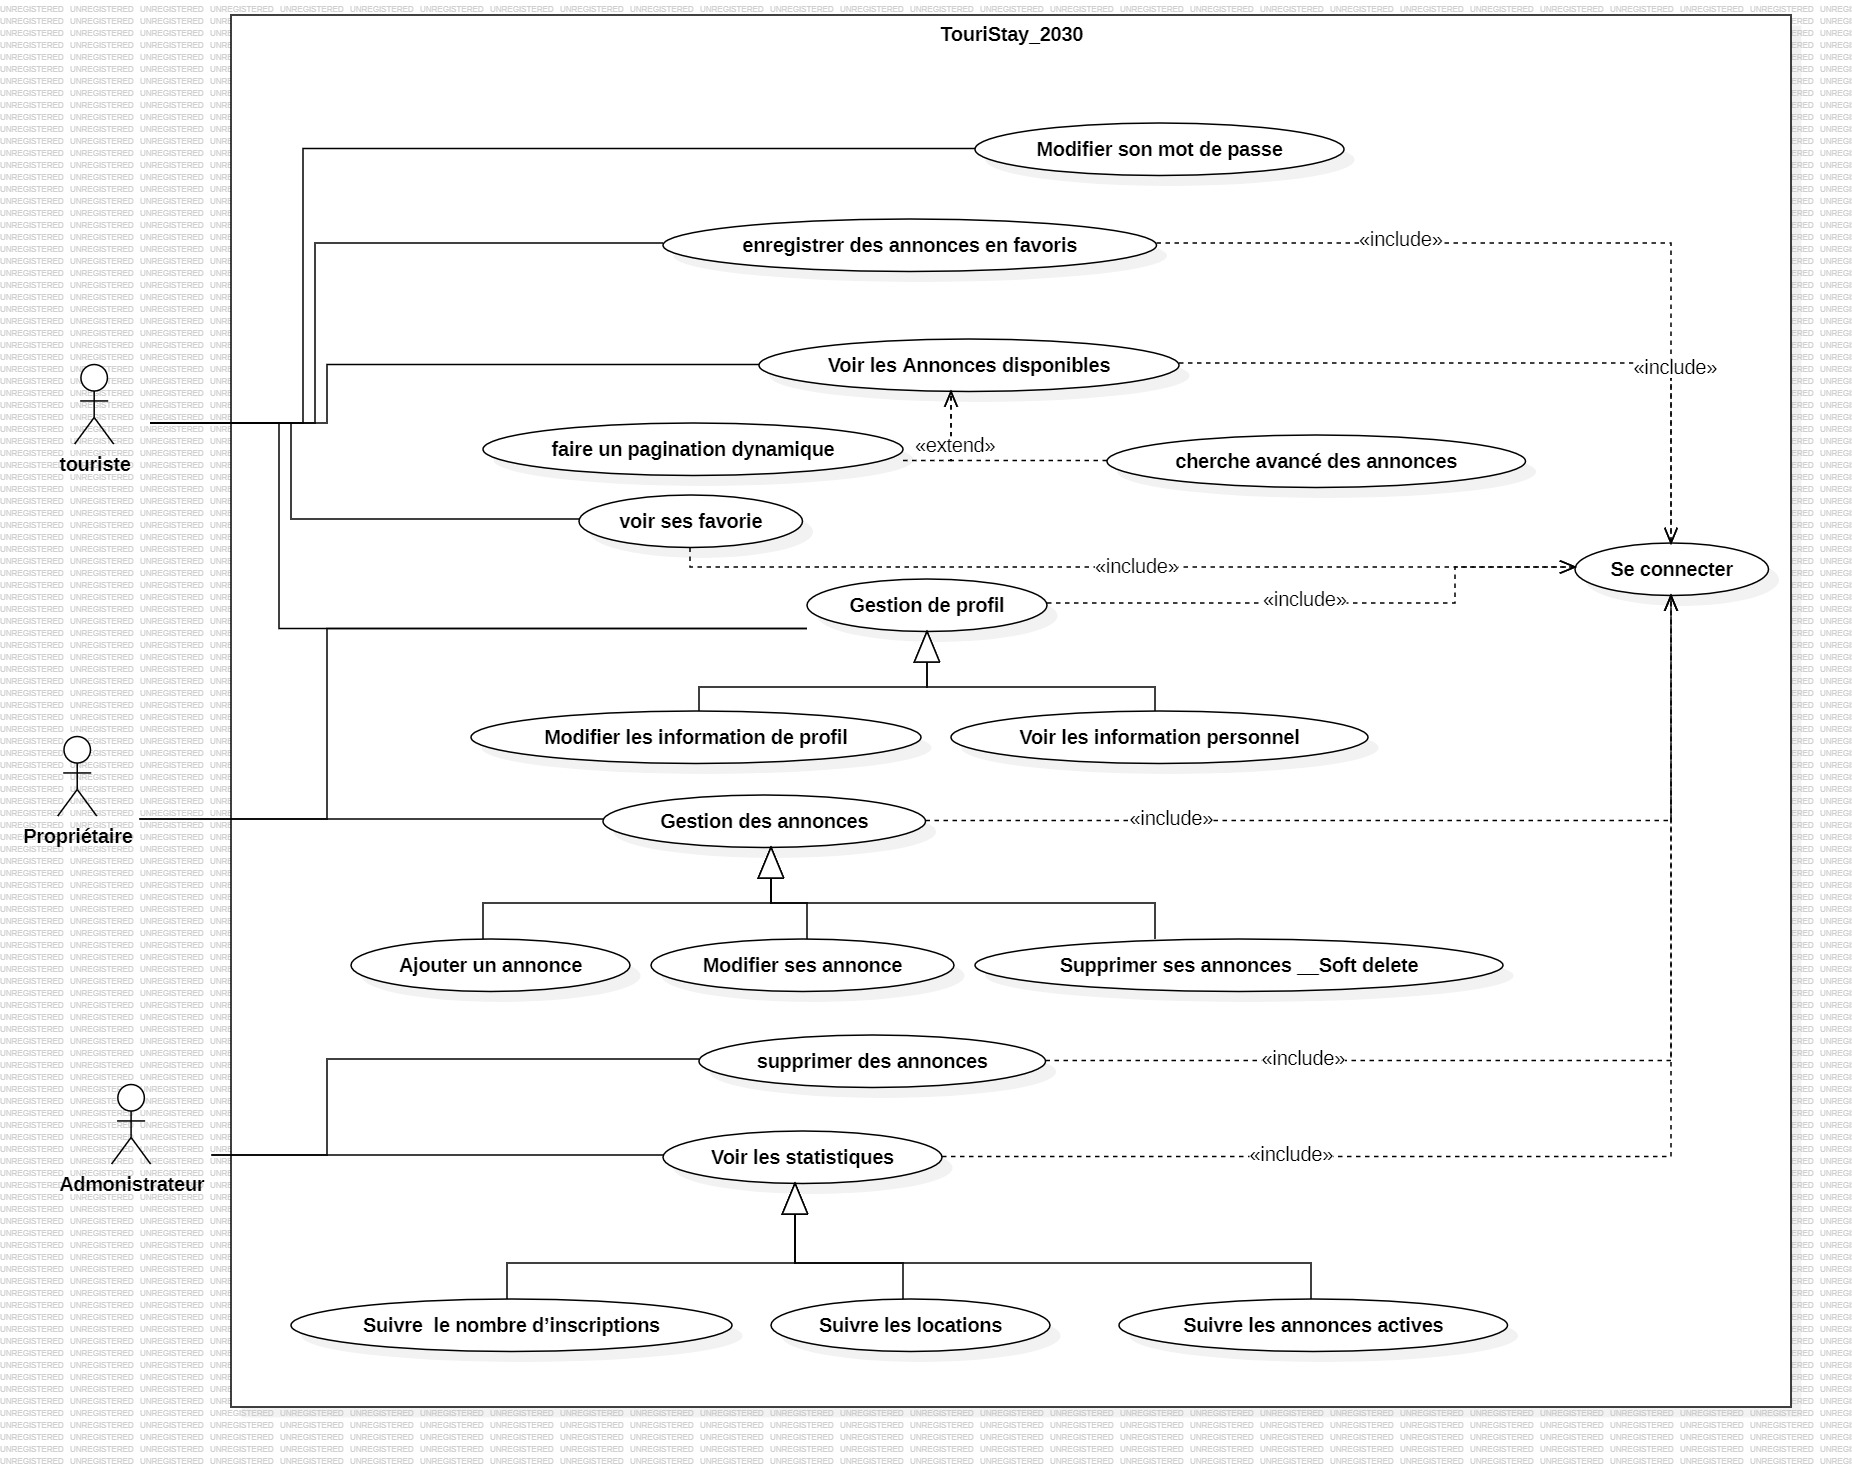 TouriStay_2030
Modifier son mot de passe
enregistrer des annonces en favoris
«include»
Voir les Annonces disponibles
«include»
touriste
faire un pagination dynamique
«extend»
cherche avancé des annonces
voir ses favorie
«include»
Se connecter
Gestion de profil
«include»
Modifier les information de profil
Voir les information personnel
Propriétaire
Gestion des annonces
«include»
Ajouter un annonce
Modifier ses annonce
Supprimer ses annonces __Soft delete
supprimer des annonces
«include»
Admonistrateur
Voir les statistiques
«include»
Suivre  le nombre d’inscriptions
Suivre les locations
Suivre les annonces actives
UNREGISTERED